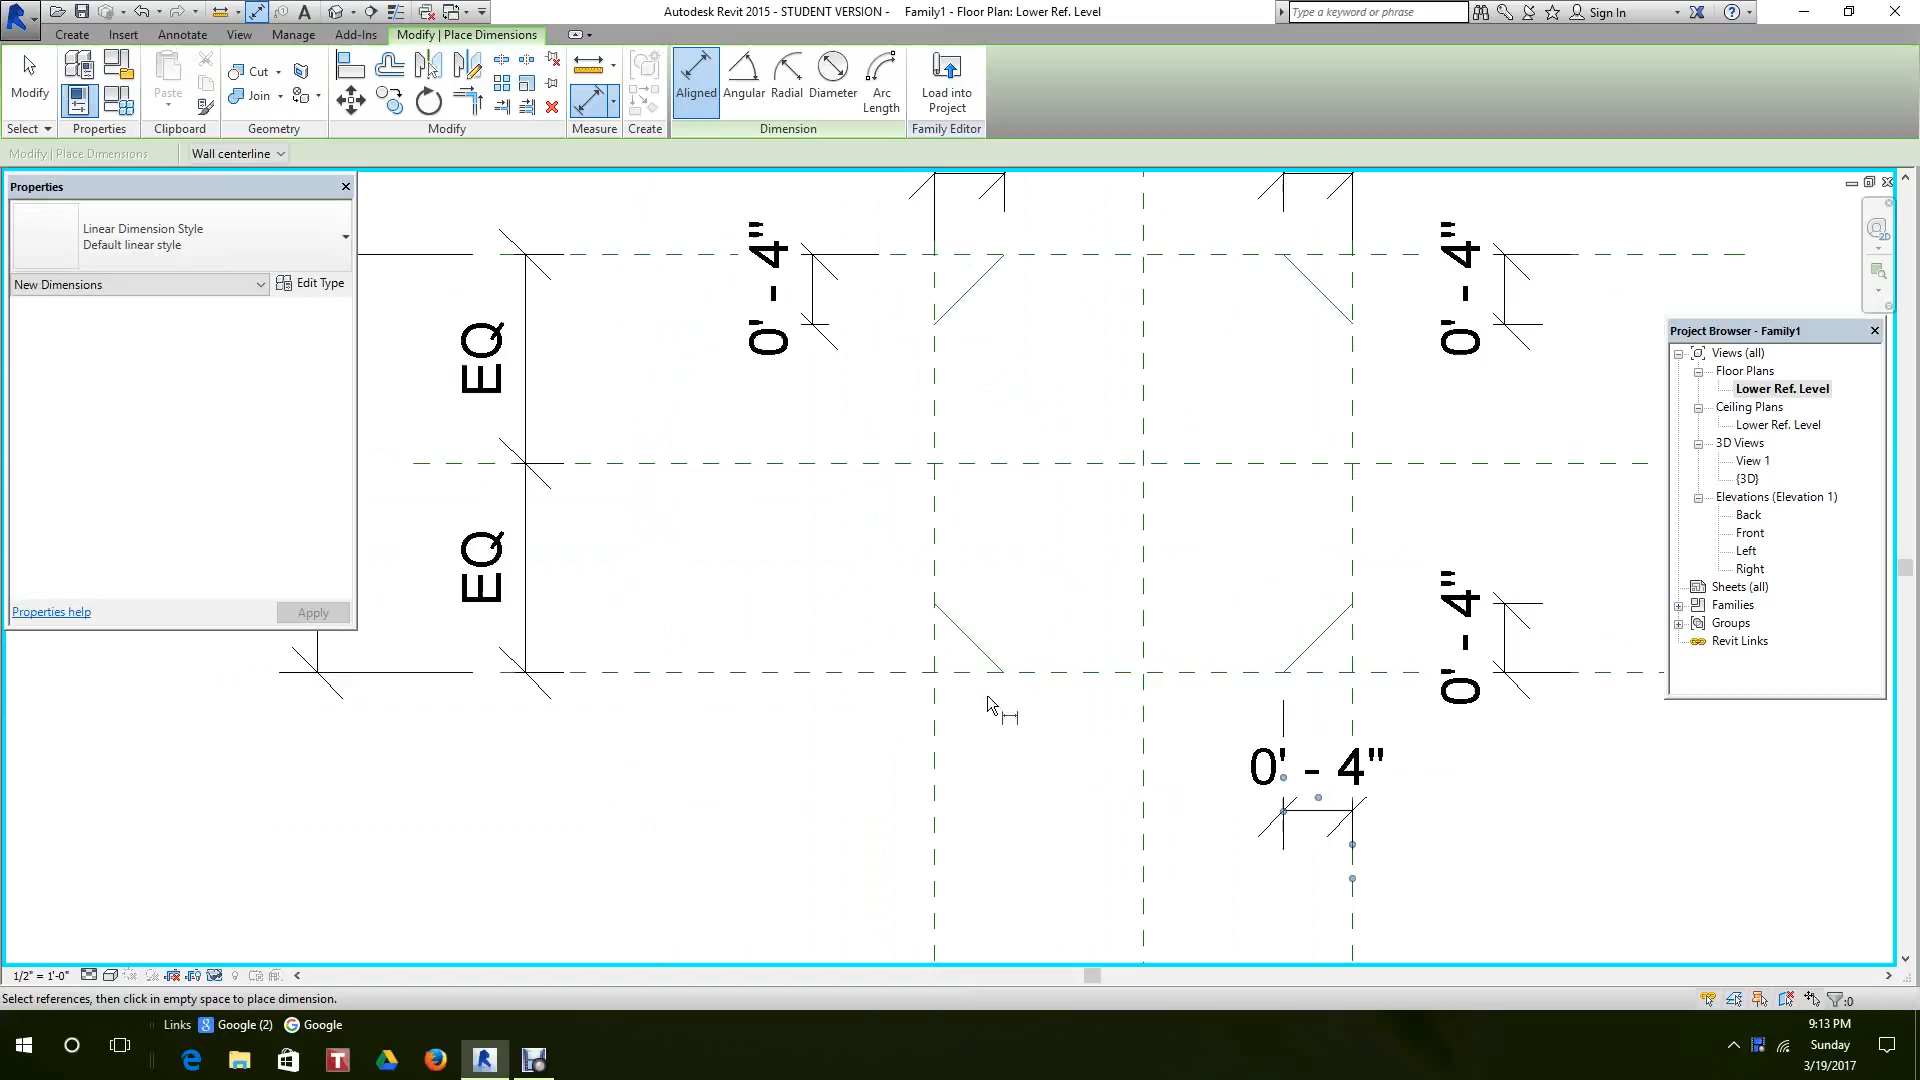 Autodesk Revit 2015 - STUDENT VERSION - Family1 - Floor Plan: Lower Ref. Level
Type a keyword or phrase
Sign In
Create Insert Annotate View Manage Add-Ins Modify | Place Dimensions
Modify Paste Cut Join Aligned Angular Radial Diameter Arc Length Load into Project
Select Properties Clipboard Geometry Modify Measure Create Dimension Family Editor
Modify | Place Dimensions Wall centerline
Properties
Linear Dimension Style
Default linear style
New Dimensions Edit Type
Properties help Apply
EQ
EQ
0' - 4"
0' - 4"
0' - 4"
0' - 4"
2D
Project Browser - Family1
Views (all)
Floor Plans
Lower Ref. Level
Ceiling Plans
Lower Ref. Level
3D Views
View 1
{3D}
Elevations (Elevation 1)
Back
Front
Left
Right
Sheets (all)
Families
Groups
Revit Links
1/2" = 1'-0"
Select references, then click in empty space to place dimension.
:0
Links Google (2) Google
9:13 PM
Sunday
3/19/2017